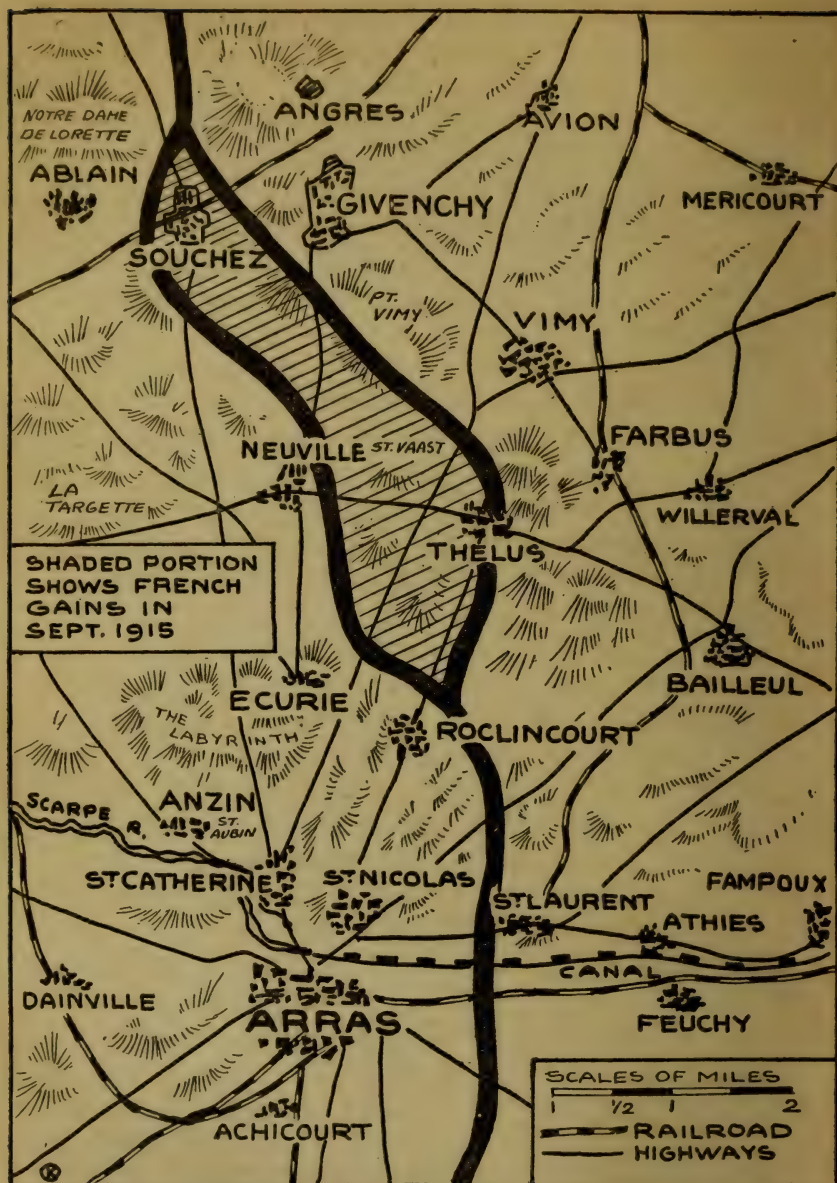 NOTRE DAME
DE LORETTE
ABLAIN
ANGRES
AVION
MERICOURT
GIVENCHY
SOUCHEZ
PT.
VIMY
VIMY
NEUVILLE ST. VAAST
FARBUS
LA
TARGETTE
WILLERVAL
THELUS
SHADED PORTION
SHOWS FRENCH
GAINS IN
SEPT. 1915
ECURIE
BAILLEUL
THE
LABYRINTH
ROCLINCOURT
SCARPE R.
ANZIN
ST.
AUBIN
ST CATHERINE
ST NICOLAS
ST LAURENT
FAMPOUX
ATHIES
CANAL
DAINVILLE
ARRAS
FEUCHY
ACHICOURT
SCALES OF MILES
1 1/2 1 2
RAILROAD
HIGHWAYS